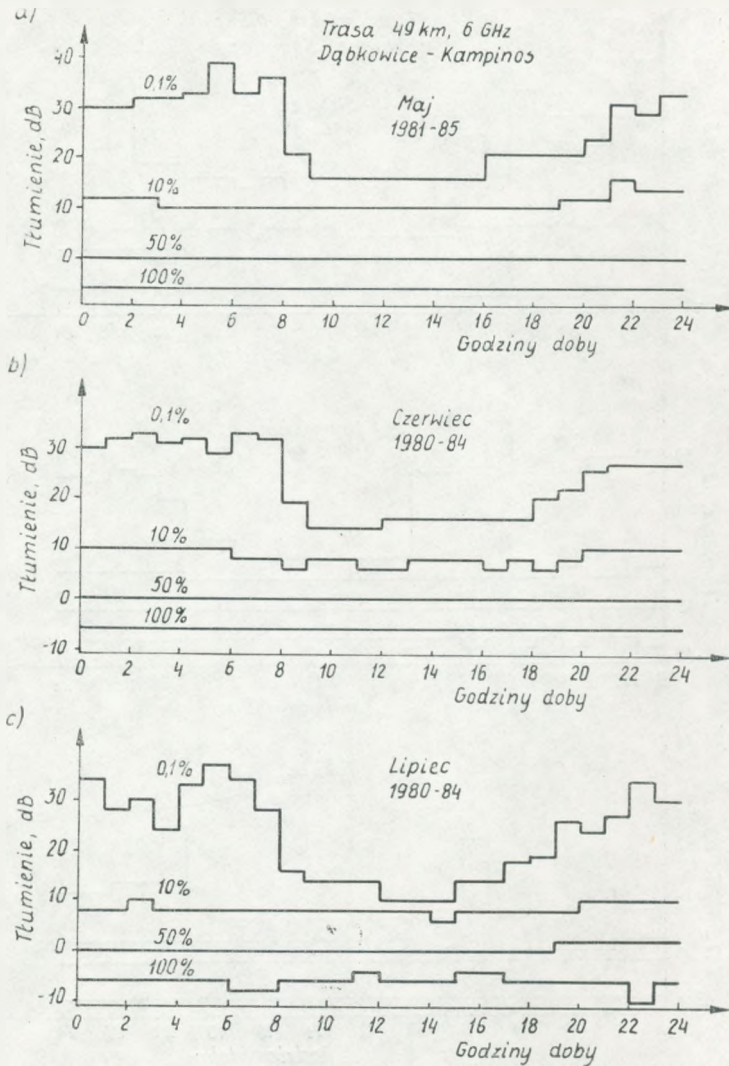 a)
Trasa 49 km, 6 GHz
Dąbkowice - Kampinos
Maj
1981-85
Tłumienie, dB
40
30
20
10
0
0,1%
10%
50%
100%
0 2 4 6 8 10 12 14 16 18 20 22 24
Godziny doby
b)
Czerwiec
1980-84
Tłumienie, dB
30
20
10
0
-10
0,1%
10%
50%
100%
0 2 4 6 8 10 12 14 16 18 20 22 24
Godziny doby
c)
Lipiec
1980-84
Tłumienie, dB
30
20
10
0
-10
0,1%
10%
50%
100%
0 2 4 6 8 10 12 14 16 18 20 22 24
Godziny doby